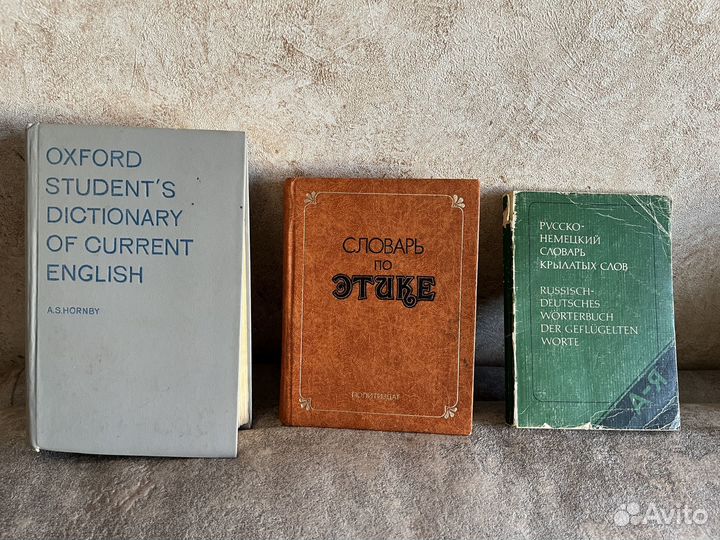 OXFORD
STUDENT'S
DICTIONARY
OF CURRENT
ENGLISH
A.S.HORNBY
СЛОВАРЬ
ПО
ЭТИКЕ
ПОЛИТИЗДАТ
РУССКО-
НЕМЕЦКИЙ
СЛОВАРЬ
КРЫЛАТЫХ СЛОВ
RUSSISCH-
DEUTSCHES
WÖRTERBUCH
DER GEFLÜGELTEN
WORTE
А-Я
Avito